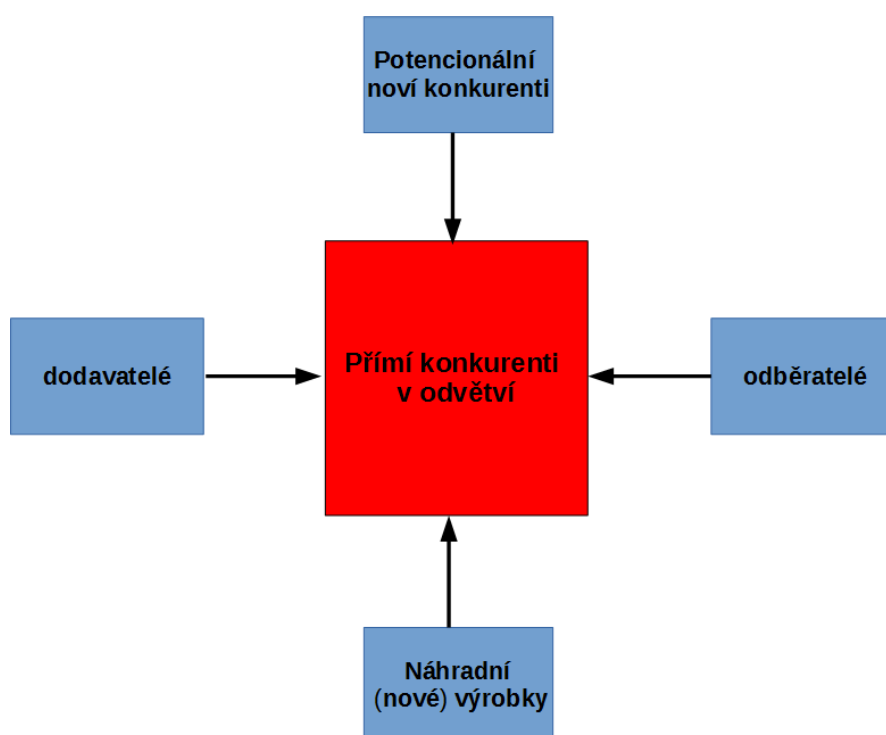 Potencionální
noví konkurenti
dodavatelé
Přímí konkurenti
v odvětví
odběratelé
Náhradní
(nové) výrobky